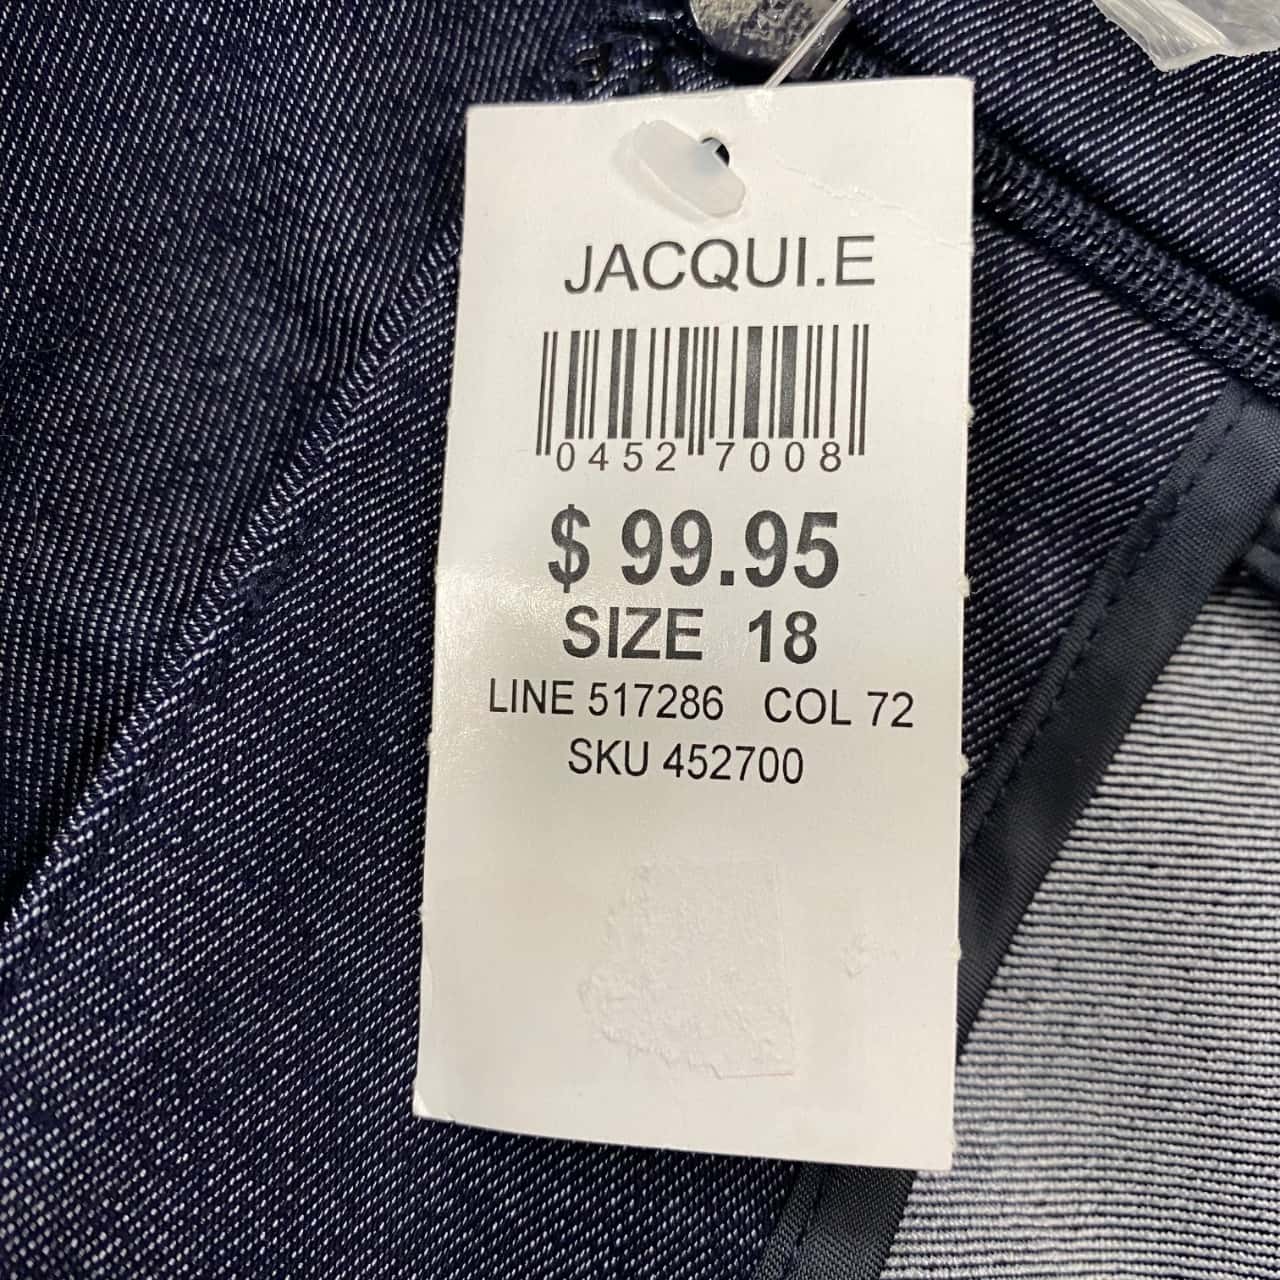 JACQUI.E
0452 7008
$ 99.95
SIZE 18
LINE 517286 COL 72
SKU 452700